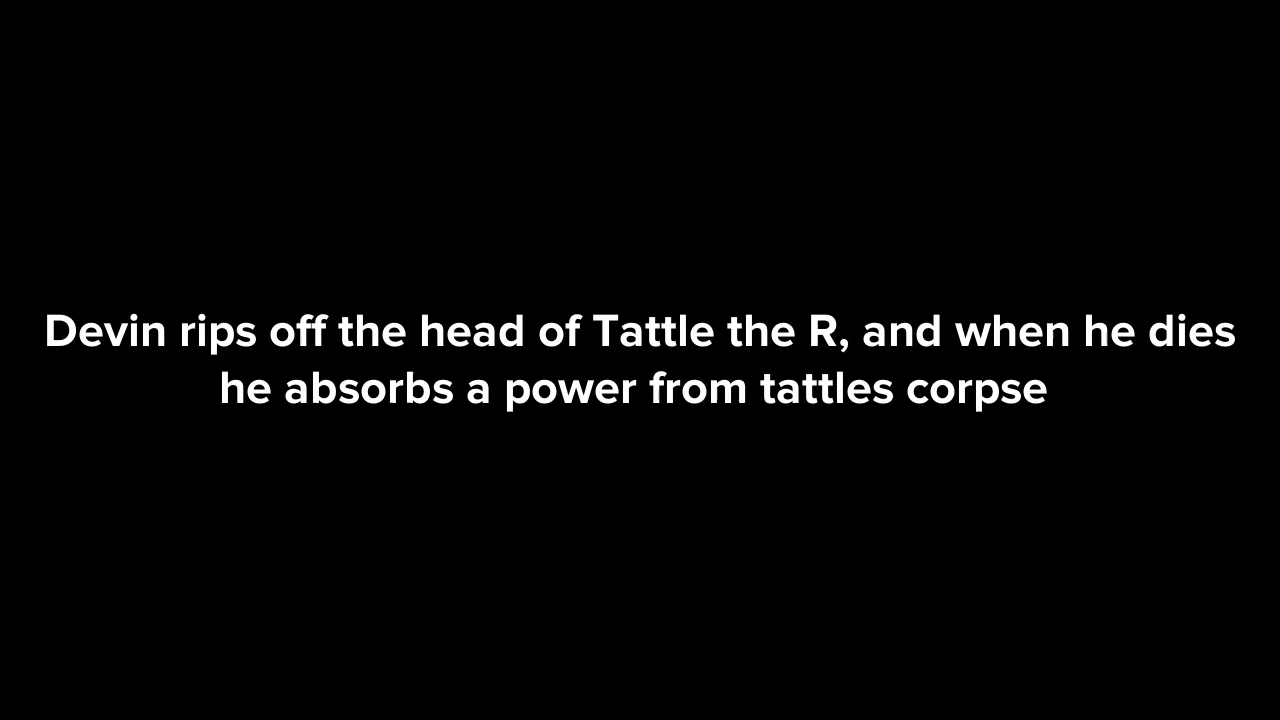 Devin rips off the head of Tattle the R, and when he dies
he absorbs a power from tattles corpse